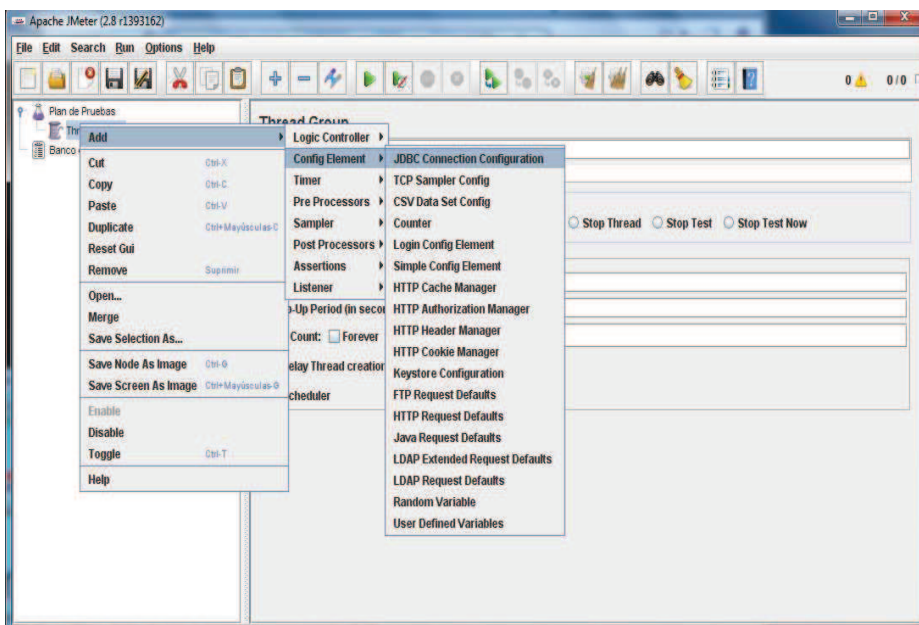 Apache JMeter (2.8 r1393162)
File Edit Search Run Options Help
0 0 / 0
Plan de Pruebas
Banco
Thread Group
Add
Cut Ctrl-X
Copy Ctrl-C
Paste Ctrl-V
Duplicate Ctrl+Mayúsculas-C
Reset Gui
Remove Suprimir
Open...
Merge
Save Selection As...
Save Node As Image Ctrl-G
Save Screen As Image Ctrl+Mayúsculas-G
Enable
Disable
Toggle Ctrl-T
Help
Logic Controller
Config Element
Timer
Pre Processors
Sampler
Post Processors
Assertions
Listener
JDBC Connection Configuration
TCP Sampler Config
CSV Data Set Config
Counter
Login Config Element
Simple Config Element
HTTP Cache Manager
HTTP Authorization Manager
HTTP Header Manager
HTTP Cookie Manager
Keystore Configuration
FTP Request Defaults
HTTP Request Defaults
Java Request Defaults
LDAP Extended Request Defaults
LDAP Request Defaults
Random Variable
User Defined Variables
Stop Thread Stop Test Stop Test Now
-Up Period (in secon
Count: Forever
elay Thread creation
cheduler